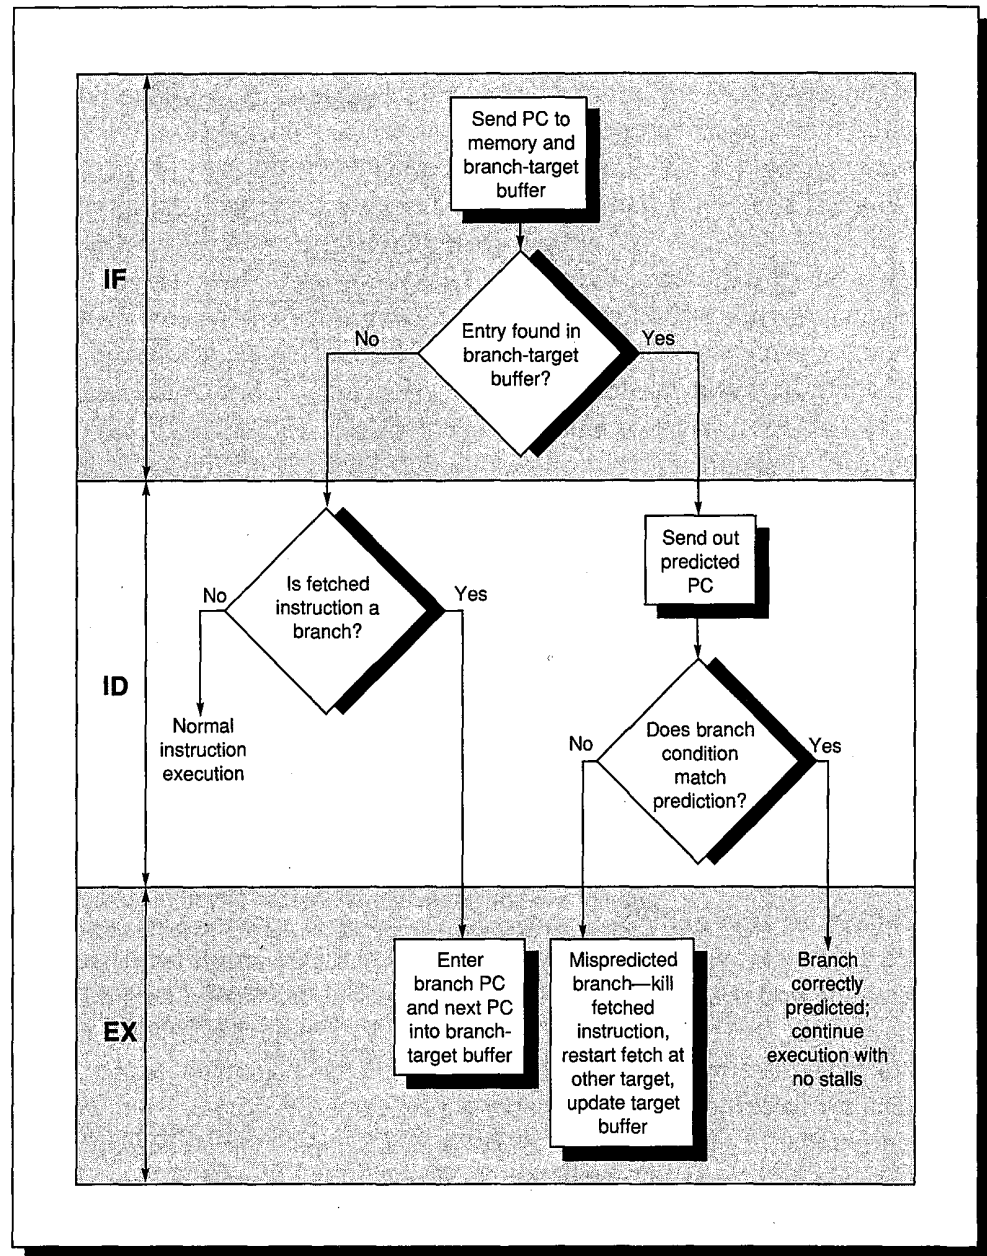 Send PC to
memory and
branch-target
buffer
IF
Entry found in
branch-target
buffer?
No
Yes
Send out
predicted
PC
Is fetched
instruction a
branch?
No
Yes
ID
Normal
instruction
execution
Does branch
condition
match
prediction?
No
Yes
EX
Enter
branch PC
and next PC
into branch-
target buffer
Mispredicted
branch—kill
fetched
instruction,
restart fetch at
other target,
update target
buffer
Branch
correctly
predicted;
continue
execution with
no stalls